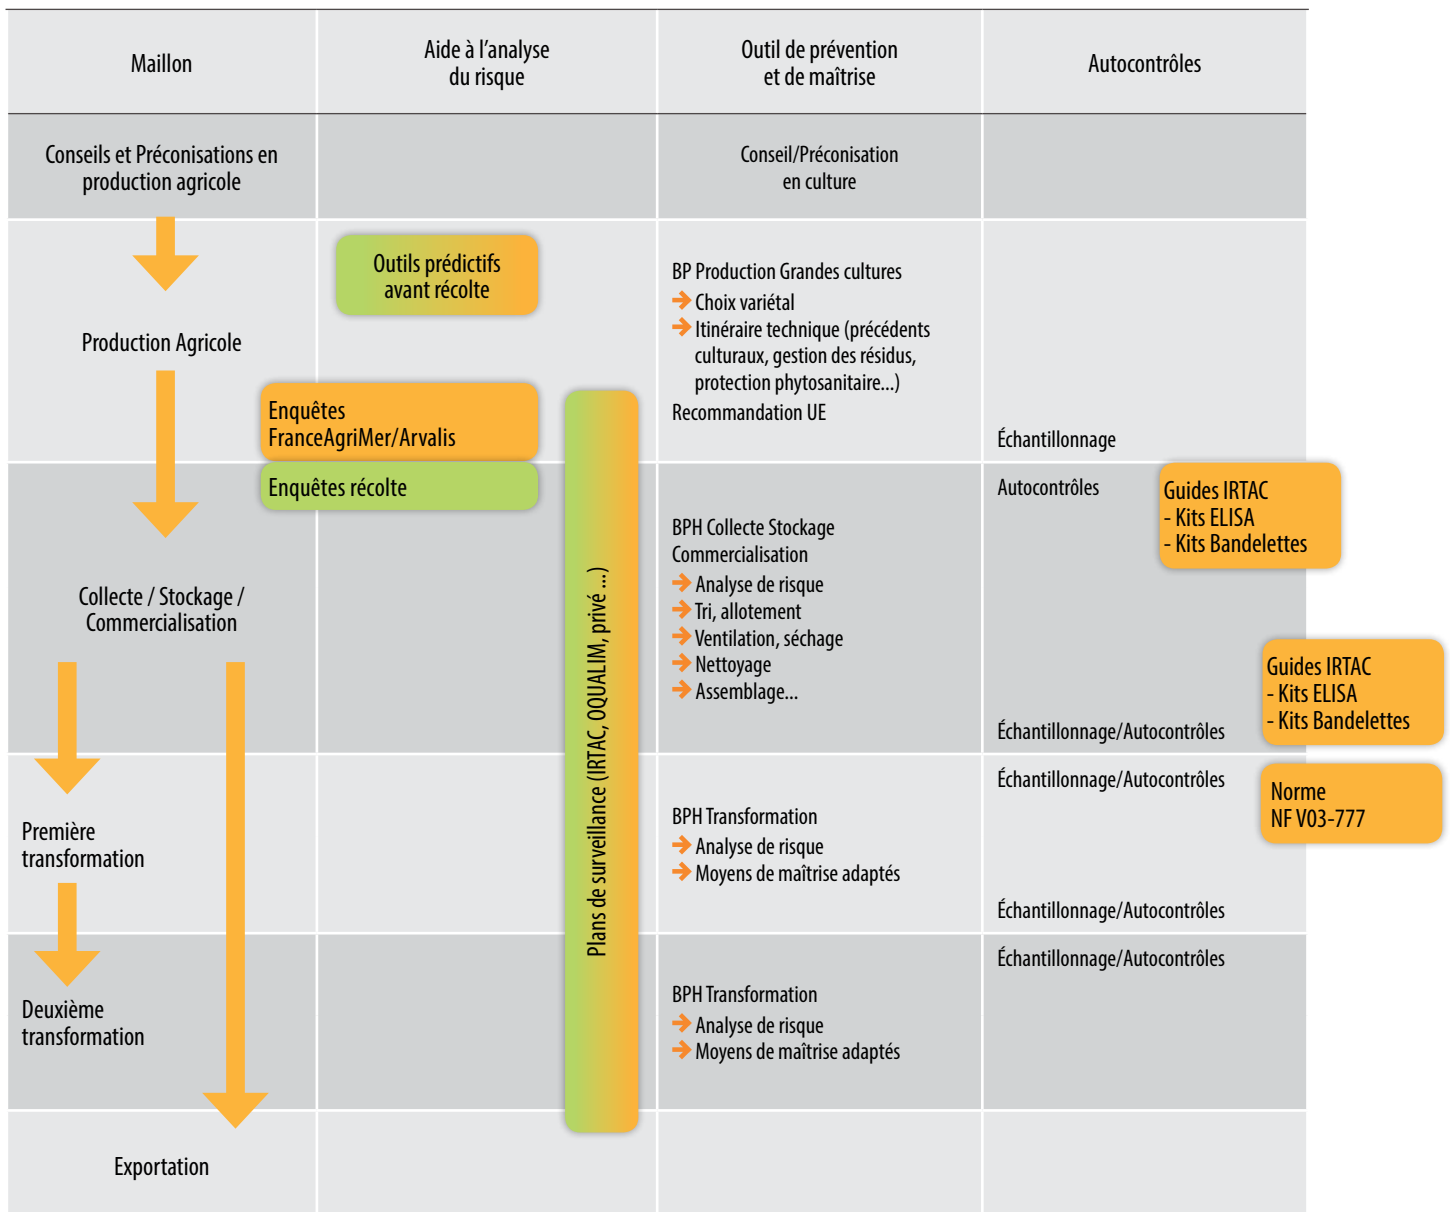 Maillon
Aide à l'analyse
du risque
Outil de prévention
et de maîtrise
Autocontrôles
Conseils et Préconisations en
production agricole
Conseil/Préconisation
en culture
Production Agricole
Outils prédictifs
avant récolte
Enquêtes
FranceAgriMer/Arvalis
BP Production Grandes cultures
Choix variétal
Itinéraire technique (précédents
culturaux, gestion des résidus,
protection phytosanitaire...)
Recommandation UE
Échantillonnage
Collecte / Stockage /
Commercialisation
Enquêtes récolte
Plans de surveillance (IRTAC, OQUALIM, privé ...)
BPH Collecte Stockage
Commercialisation
Analyse de risque
Tri, allotement
Ventilation, séchage
Nettoyage
Assemblage...
Autocontrôles
Guides IRTAC
- Kits ELISA
- Kits Bandelettes
Échantillonnage/Autocontrôles
Guides IRTAC
- Kits ELISA
- Kits Bandelettes
Première
transformation
BPH Transformation
Analyse de risque
Moyens de maîtrise adaptés
Échantillonnage/Autocontrôles
Norme
NF V03-777
Échantillonnage/Autocontrôles
Deuxième
transformation
BPH Transformation
Analyse de risque
Moyens de maîtrise adaptés
Échantillonnage/Autocontrôles
Exportation